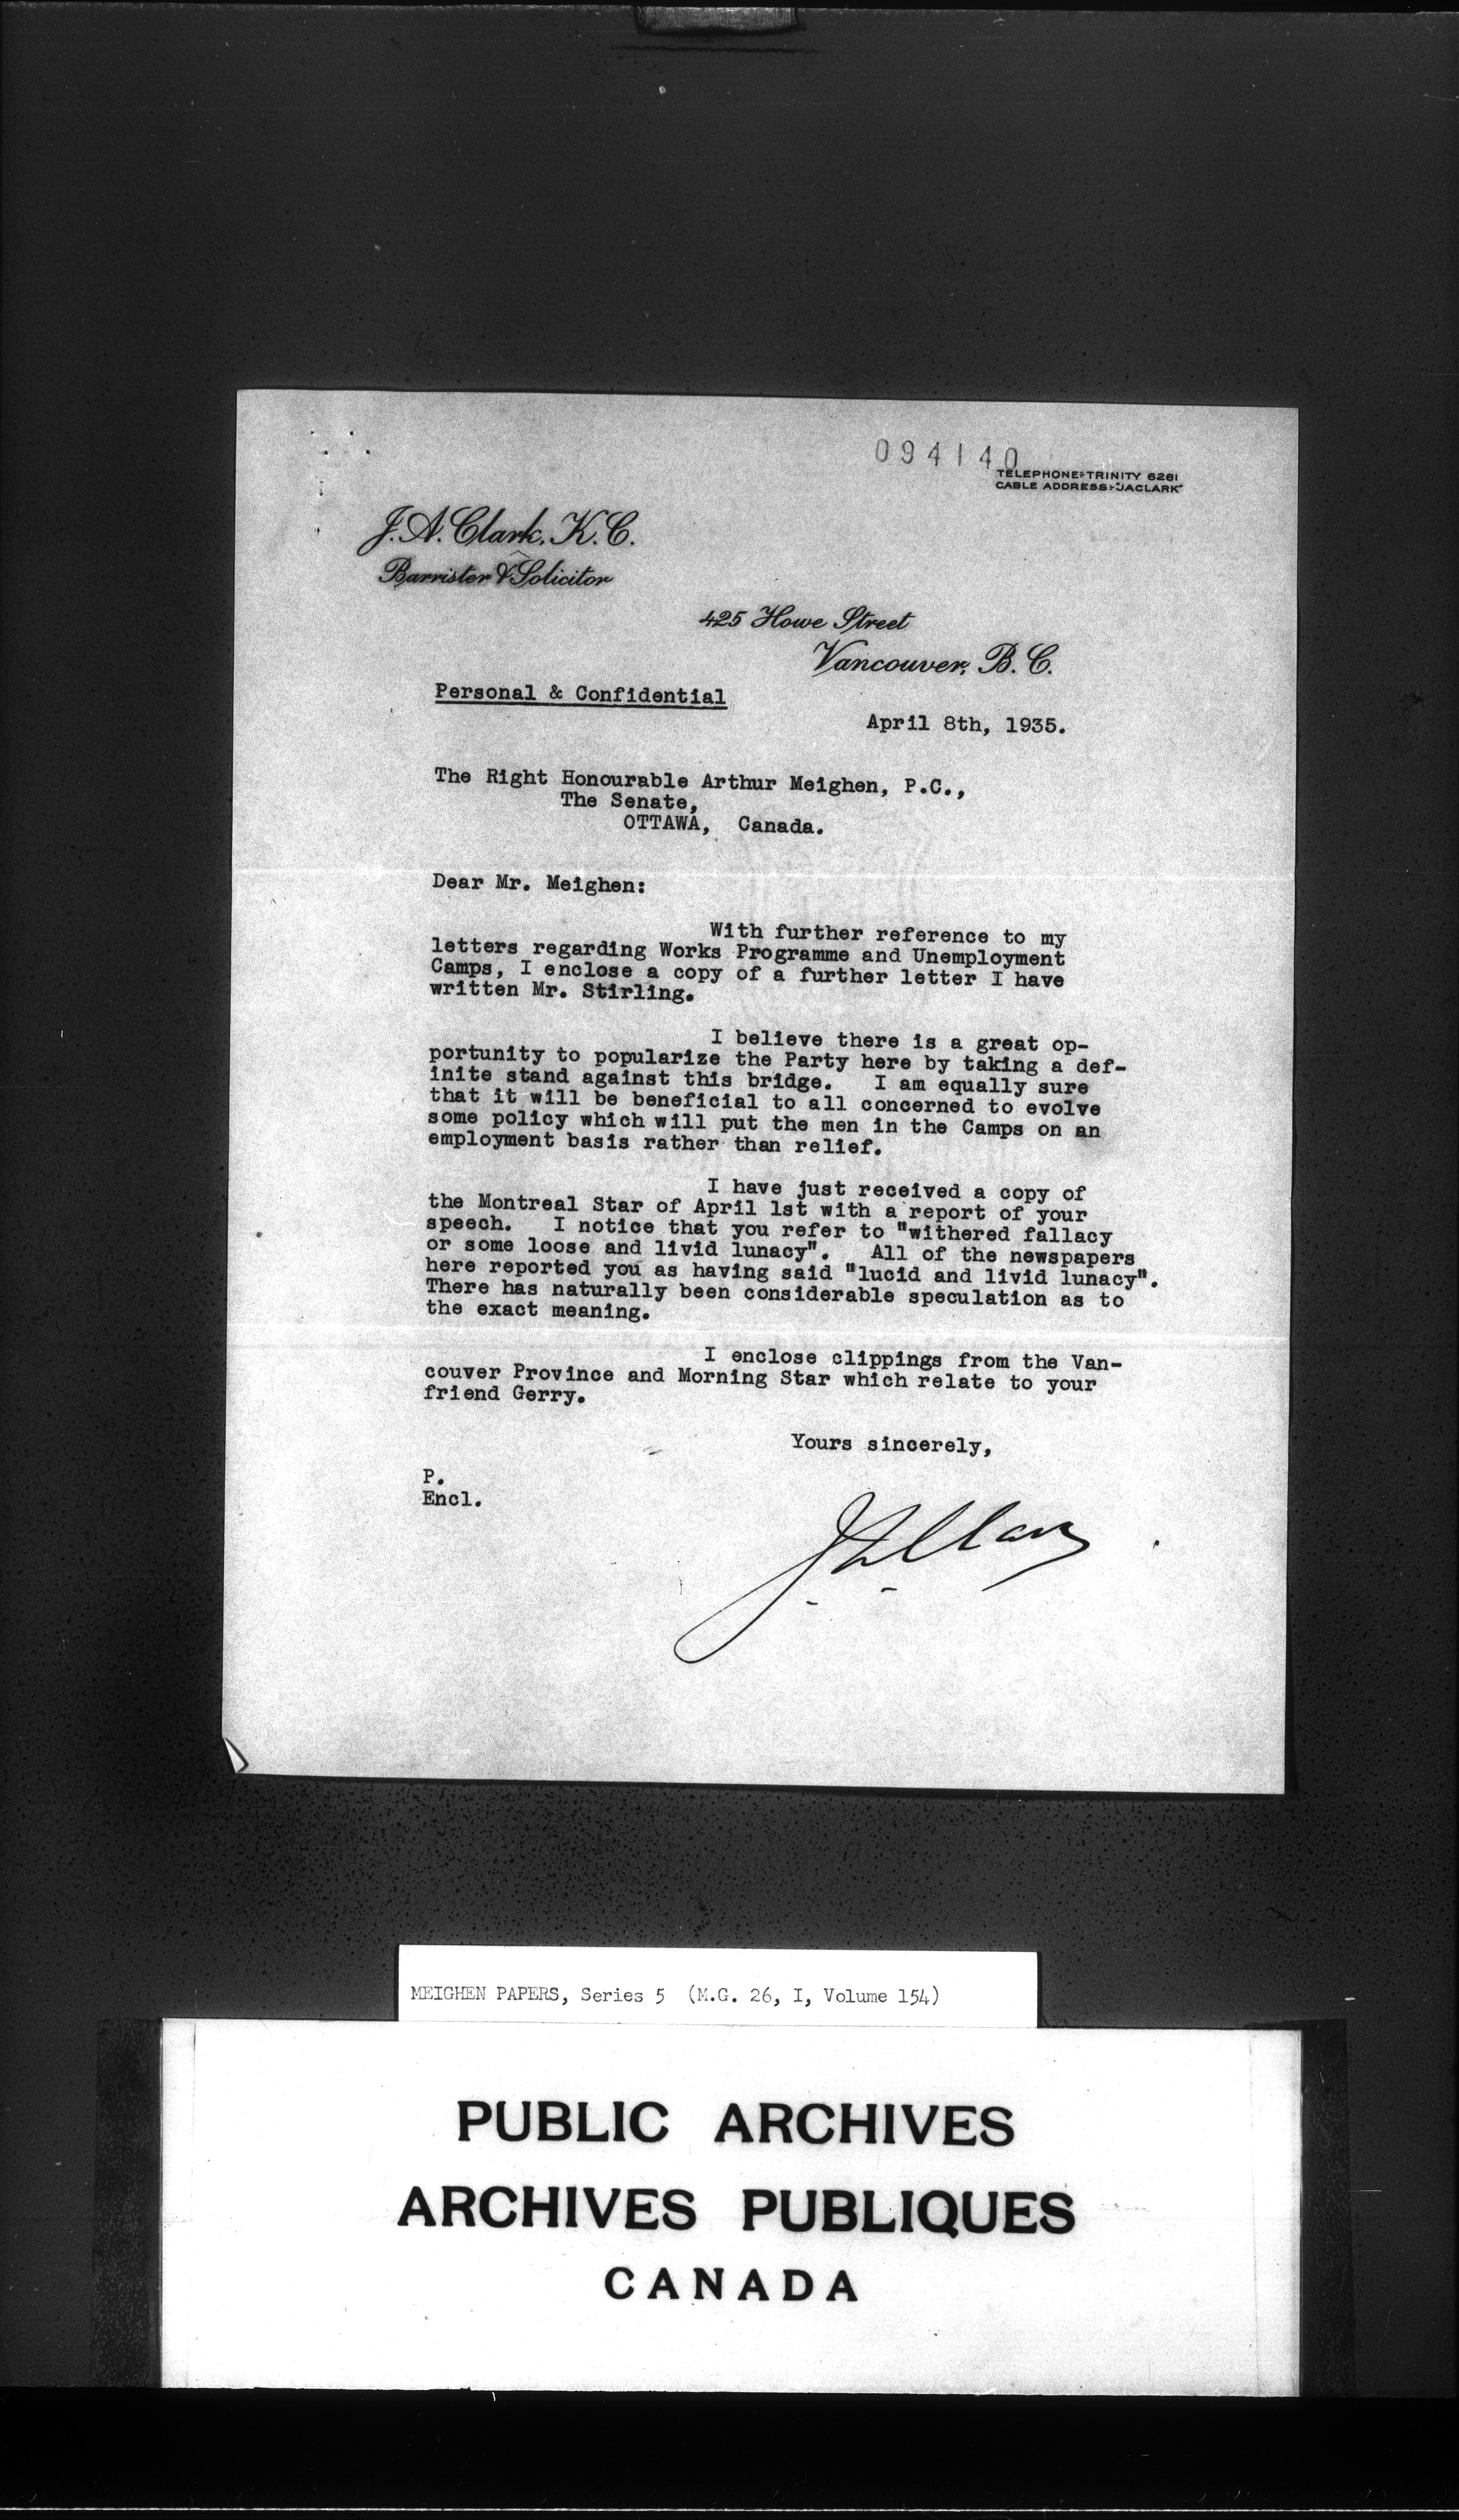 094140
TELEPHONE: TRINITY 6261
CABLE ADDRESS: "JACLARK"
J. A. Clark, K. C.
Barrister & Solicitor
425 Howe Street
Vancouver, B. C.
Personal & Confidential
April 8th, 1935.
The Right Honourable Arthur Meighen, P.C.,
The Senate,
OTTAWA, Canada.
Dear Mr. Meighen:
With further reference to my
letters regarding Works Programme and Unemployment
Camps, I enclose a copy of a further letter I have
written Mr. Stirling.
I believe there is a great op-
portunity to popularize the Party here by taking a def-
inite stand against this bridge. I am equally sure
that it will be beneficial to all concerned to evolve
some policy which will put the men in the Camps on an
employment basis rather than relief.
I have just received a copy of
the Montreal Star of April 1st with a report of your
speech. I notice that you refer to "withered fallacy
or some loose and livid lunacy". All of the newspapers
here reported you as having said "lucid and livid lunacy".
There has naturally been considerable speculation as to
the exact meaning.
I enclose clippings from the Van-
couver Province and Morning Star which relate to your
friend Gerry.
Yours sincerely,
P.
Encl.
J A Clark
MEIGHEN PAPERS, Series 5 (M.G. 26, I, Volume 154)
PUBLIC ARCHIVES
ARCHIVES PUBLIQUES
CANADA